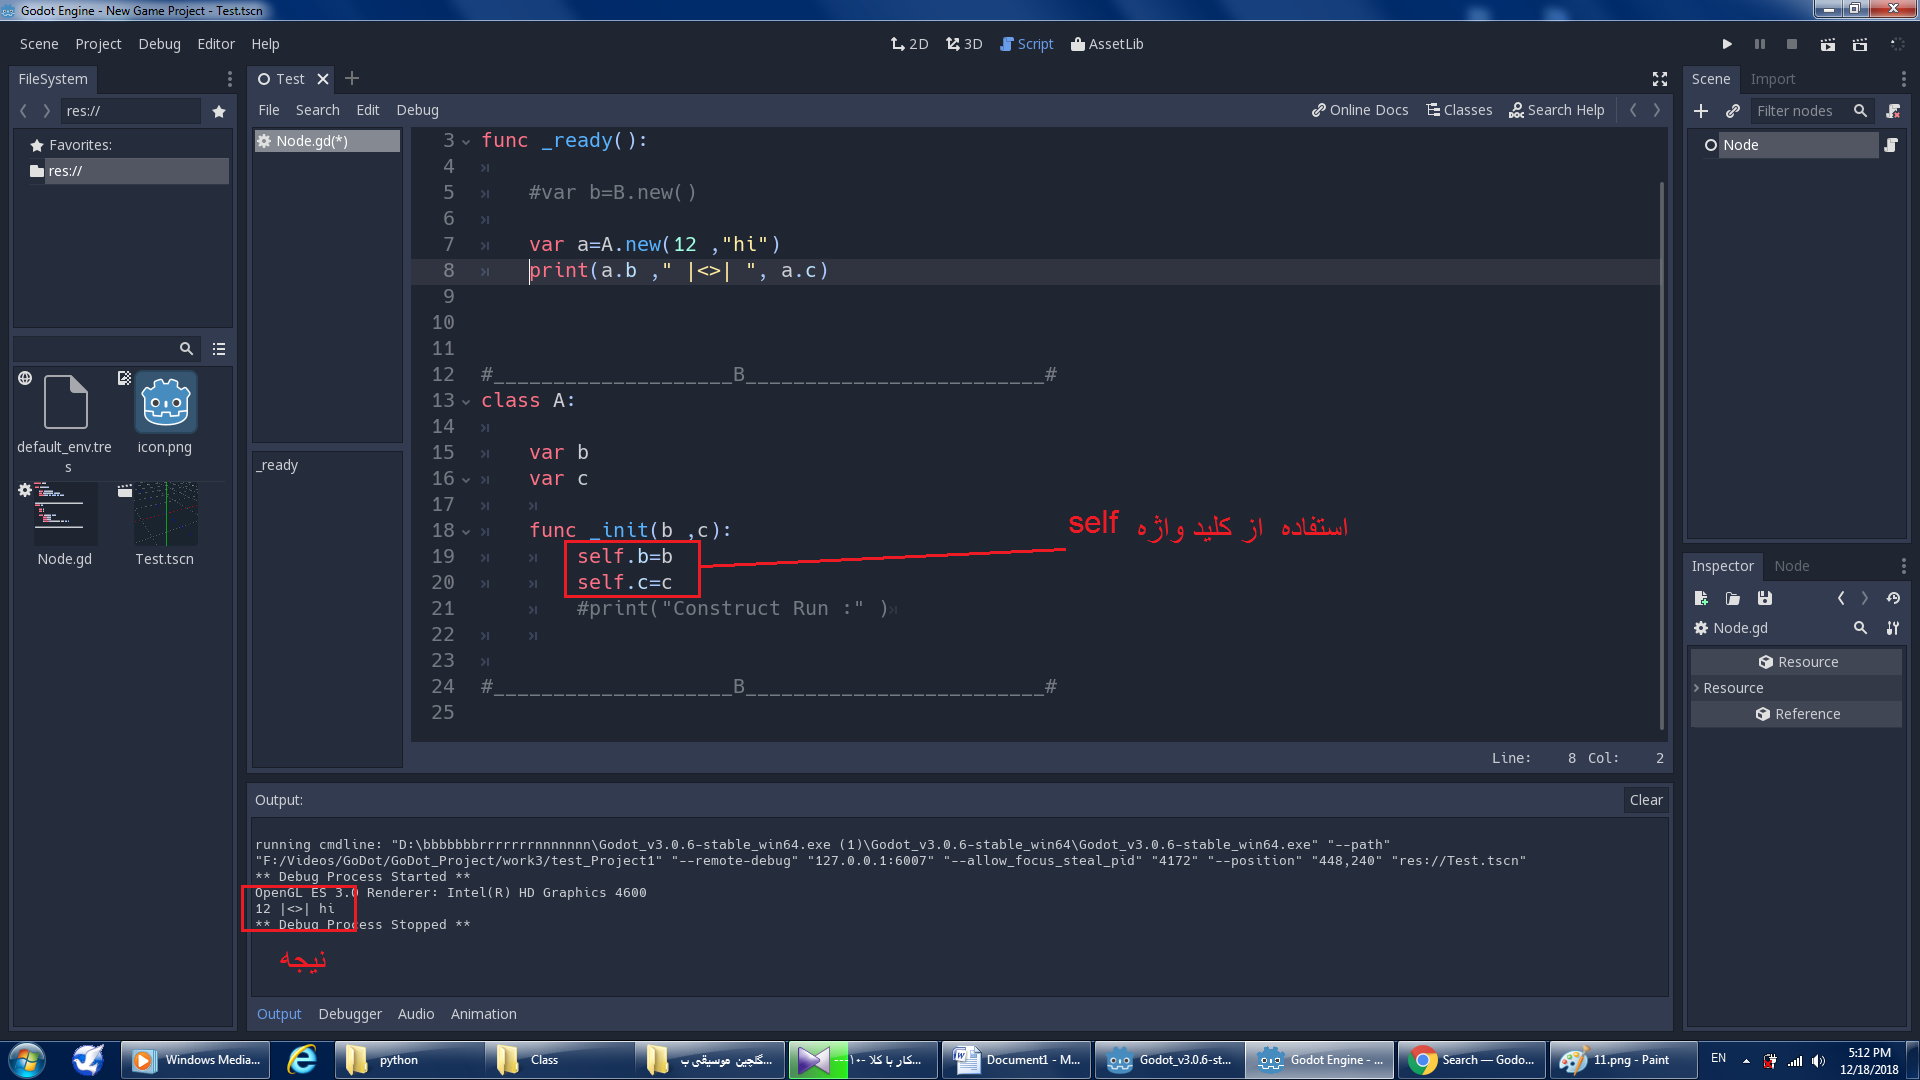 Godot Engine - New Game Project - Test.tscn
Scene Project Debug Editor Help
2D 3D Script AssetLib
FileSystem
res://
Favorites:
res://
default_env.tres
icon.png
Node.gd
Test.tscn
Test
File Search Edit Debug
Online Docs Classes Search Help
Node.gd(*)
_ready
3 func _ready():
4
5 #var b=B.new()
6
7 var a=A.new(12 ,"hi")
8 print(a.b ," |<>| ", a.c)
9
10
11
12 #____________________B_________________________#
13 class A:
14
15 var b
16 var c
17
18 func _init(b ,c):
19 self.b=b
20 self.c=c
21 #print("Construct Run :" )
22
23
24 #____________________B_________________________#
25
استفاده از کلید واژه self
Line: 8 Col: 2
Output:
Clear
running cmdline: "D:\bbbbbbbrrrrrrrnnnnnnn\Godot_v3.0.6-stable_win64.exe (1)\Godot_v3.0.6-stable_win64\Godot_v3.0.6-stable_win64.exe" "--path"
"F:/Videos/GoDot/GoDot_Project/work3/test_Project1" "--remote-debug" "127.0.0.1:6007" "--allow_focus_steal_pid" "4172" "--position" "448,240" "res://Test.tscn"
** Debug Process Started **
OpenGL ES 3.0 Renderer: Intel(R) HD Graphics 4600
12 |<>| hi
** Debug Process Stopped **
نیجه
Output Debugger Audio Animation
Scene Import
Filter nodes
Node
Inspector Node
Node.gd
Resource
Resource
Reference
Windows Media...
python
Class
گلچین موسیقی ب...
کار با کلا -۱۰---...
Document1 - M...
Godot_v3.0.6-st...
Godot Engine - ...
Search — Godo...
11.png - Paint
EN
5:12 PM
12/18/2018